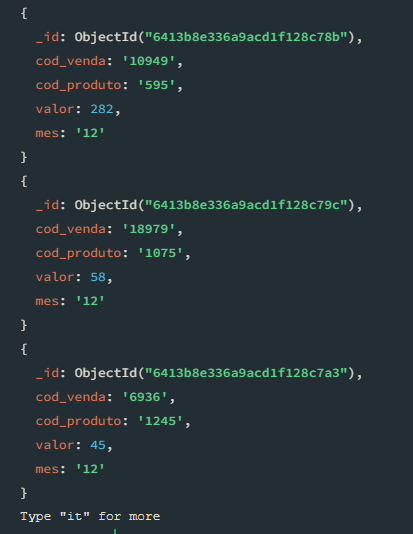 {
_id: ObjectId("6413b8e336a9acd1f128c78b"),
cod_venda: '10949',
cod_produto: '595',
valor: 282,
mes: '12'
}
{
_id: ObjectId("6413b8e336a9acd1f128c79c"),
cod_venda: '18979',
cod_produto: '1075',
valor: 58,
mes: '12'
}
{
_id: ObjectId("6413b8e336a9acd1f128c7a3"),
cod_venda: '6936',
cod_produto: '1245',
valor: 45,
mes: '12'
}
Type "it" for more